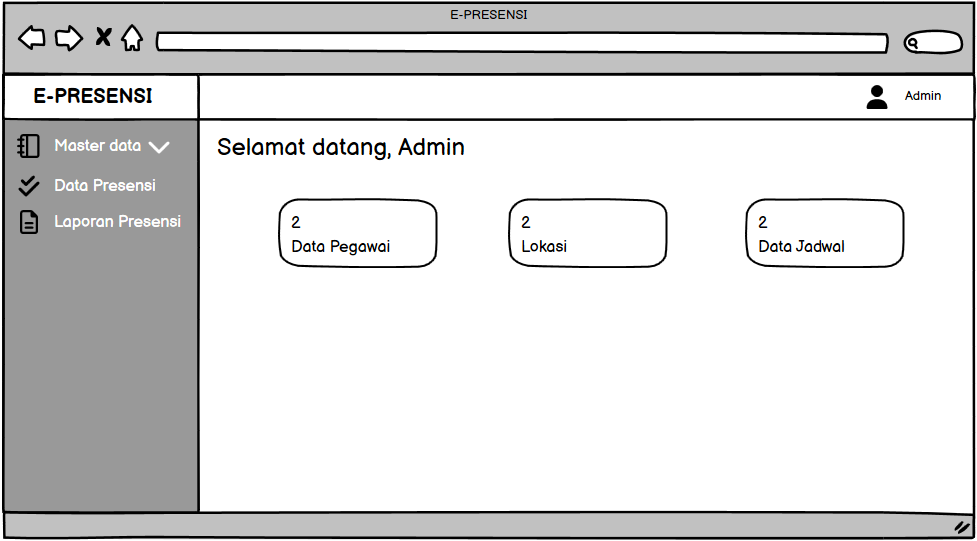 E-PRESENSI
E-PRESENSI
Admin
Master data
Data Presensi
Laporan Presensi
Selamat datang, Admin
2
Data Pegawai
2
Lokasi
2
Data Jadwal